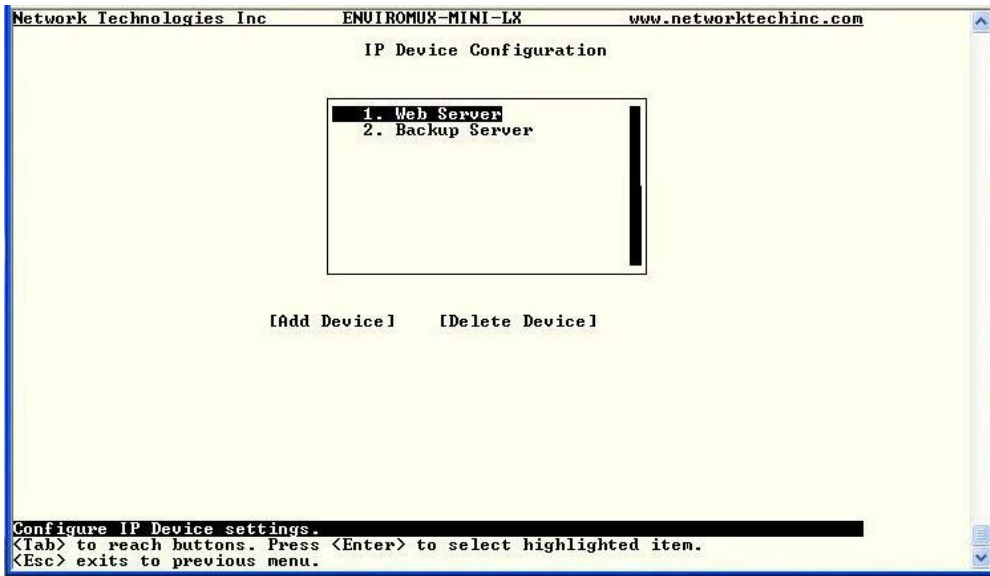 Network Technologies Inc ENVIROMUX-MINI-LX www.networktechinc.com
IP Device Configuration
1. Web Server
2. Backup Server
[Add Device] [Delete Device]
Configure IP Device settings.
<Tab> to reach buttons. Press <Enter> to select highlighted item.
<Esc> exits to previous menu.